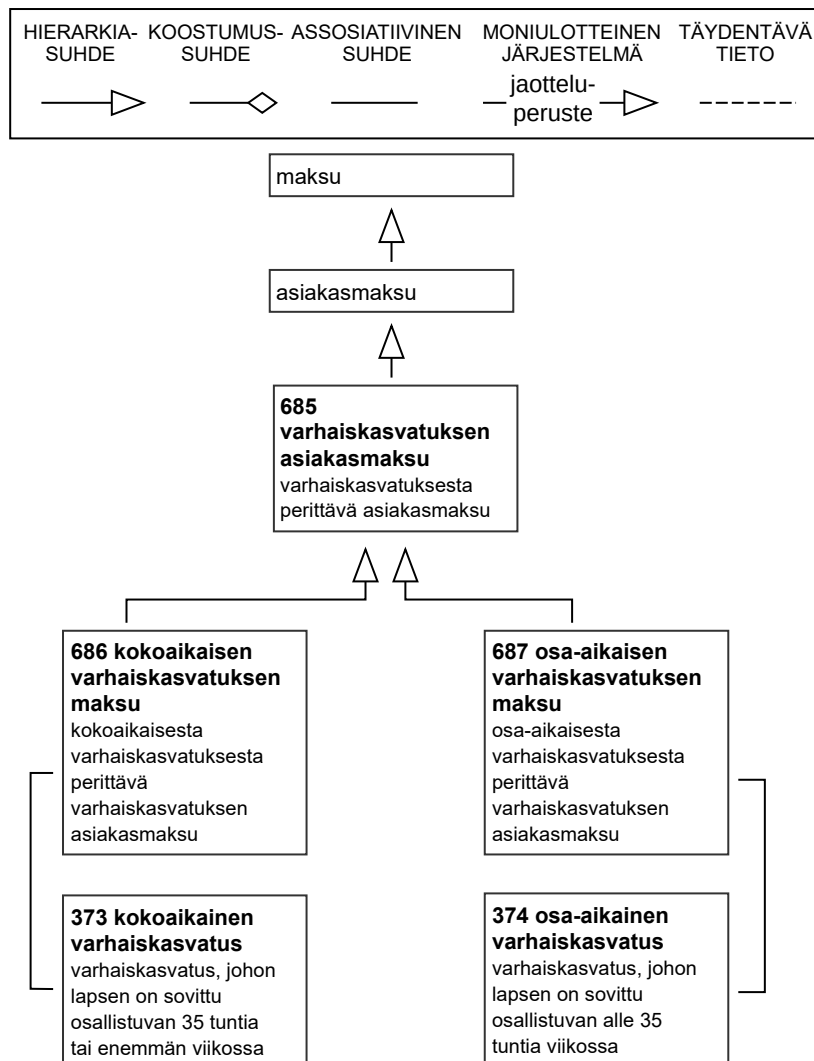 HIERARKIA-
SUHDE
KOOSTUMUS-
SUHDE
ASSOSIATIIVINEN
SUHDE
MONIULOTTEINEN
JÄRJESTELMÄ
TÄYDENTÄVÄ
TIETO
jaottelu-
peruste
maksu
asiakasmaksu
685
varhaiskasvatuksen
asiakasmaksu
varhaiskasvatuksesta
perittävä asiakasmaksu
686 kokoaikaisen
varhaiskasvatuksen
maksu
kokoaikaisesta
varhaiskasvatuksesta
perittävä
varhaiskasvatuksen
asiakasmaksu
687 osa-aikaisen
varhaiskasvatuksen
maksu
osa-aikaisesta
varhaiskasvatuksesta
perittävä
varhaiskasvatuksen
asiakasmaksu
373 kokoaikainen
varhaiskasvatus
varhaiskasvatus, johon
lapsen on sovittu
osallistuvan 35 tuntia
tai enemmän viikossa
374 osa-aikainen
varhaiskasvatus
varhaiskasvatus, johon
lapsen on sovittu
osallistuvan alle 35
tuntia viikossa